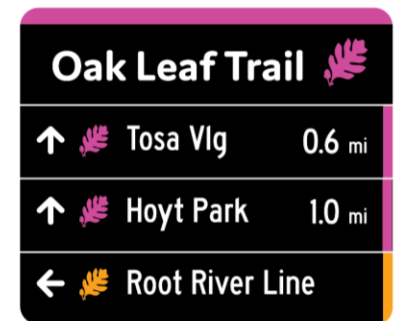 Oak Leaf Trail
↑ Tosa Vlg 0.6 mi
↑ Hoyt Park 1.0 mi
← Root River Line